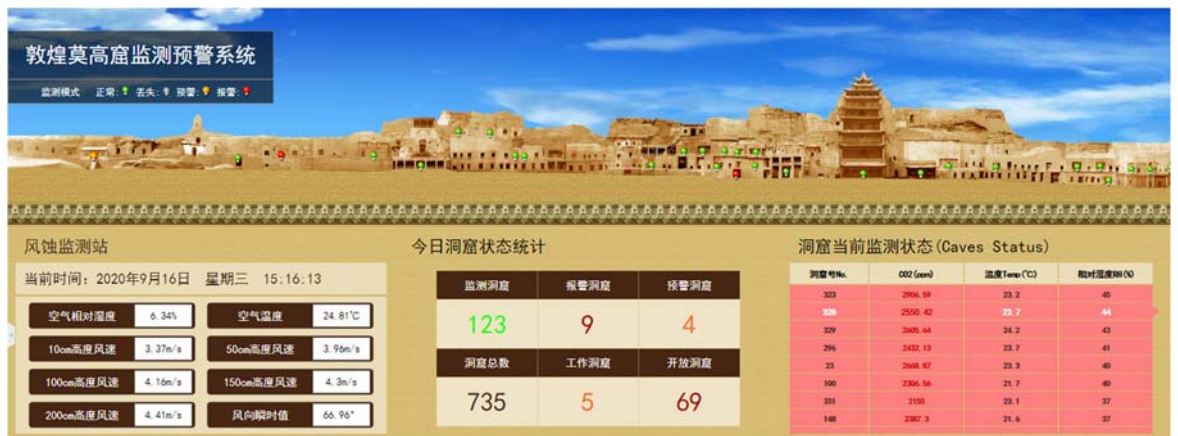 敦煌莫高窟监测预警系统
监测模式 正常: 丢失: 预警: 报警:
风蚀监测站
当前时间：2020年9月16日 星期三 15:16:13
空气相对湿度 6.34% 空气温度 24.81℃
10cm高度风速 3.37m/s 50cm高度风速 3.96m/s
100cm高度风速 4.16m/s 150cm高度风速 4.3m/s
200cm高度风速 4.41m/s 风向瞬时值 66.96°
今日洞窟状态统计
监测洞窟 报警洞窟 预警洞窟
123 9 4
洞窟总数 工作洞窟 开放洞窟
735 5 69
洞窟当前监测状态(Caves Status)
洞窟号No. CO2(ppm) 温度Temp(℃) 相对湿度RH(%)
323 2906.59 23.2 45
328 2550.42 23.7 44
329 2605.64 24.2 43
296 2432.13 23.7 41
23 2668.87 23.3 40
100 2306.56 21.7 40
331 2155 23.1 37
148 2387.3 21.6 37